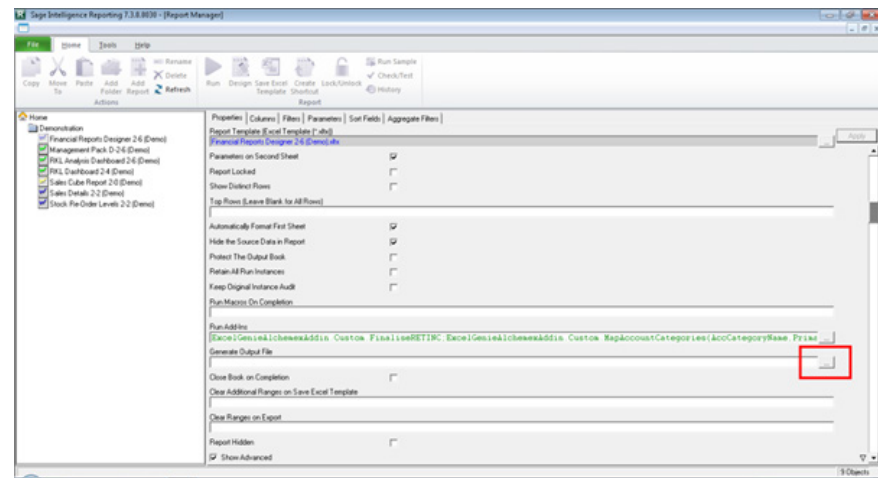 Sage Intelligence Reporting 7.3.8.8030 - [Report Manager]
File Home Tools Help
Copy Move To Paste Add Folder Add Report Rename Delete Refresh
Run Design Save Excel Template Create Shortcut Lock/Unlock Run Sample Check/Test History
Actions Report
Home
Demonstration
Financial Reports Designer 2-6 (Demo)
Management Pack D-2-6 (Demo)
RKL Analysis Dashboard 2-6 (Demo)
RKL Dashboard 2-4 (Demo)
Sales Cube Report 2-0 (Demo)
Sales Details 2-2 (Demo)
Stock Re-Order Levels 2-2 (Demo)
Properties Columns Filters Parameters Sort Fields Aggregate Filters
Report Template (Excel Template (*.xltx))
Financial Reports Designer 2-6 (Demo).xltx
... Apply
Parameters on Second Sheet
Report Locked
Show Distinct Rows
Top Rows (Leave Blank for All Rows)
Automatically Format First Sheet
Hide the Source Data in Report
Protect The Output Book
Retain All Run Instances
Keep Original Instance Audit
Run Macros On Completion
Run Add-Ins
ExcelGenieAlchemexAddin Custom FinaliseRETINC,ExcelGenieAlchemexAddin Custom MapAccountCategories(AccCategoryName,Prime ...
Generate Output File
...
Close Book on Completion
Clear Additional Ranges on Save Excel Template
Clear Ranges on Export
Report Hidden
Show Advanced
9 Objects